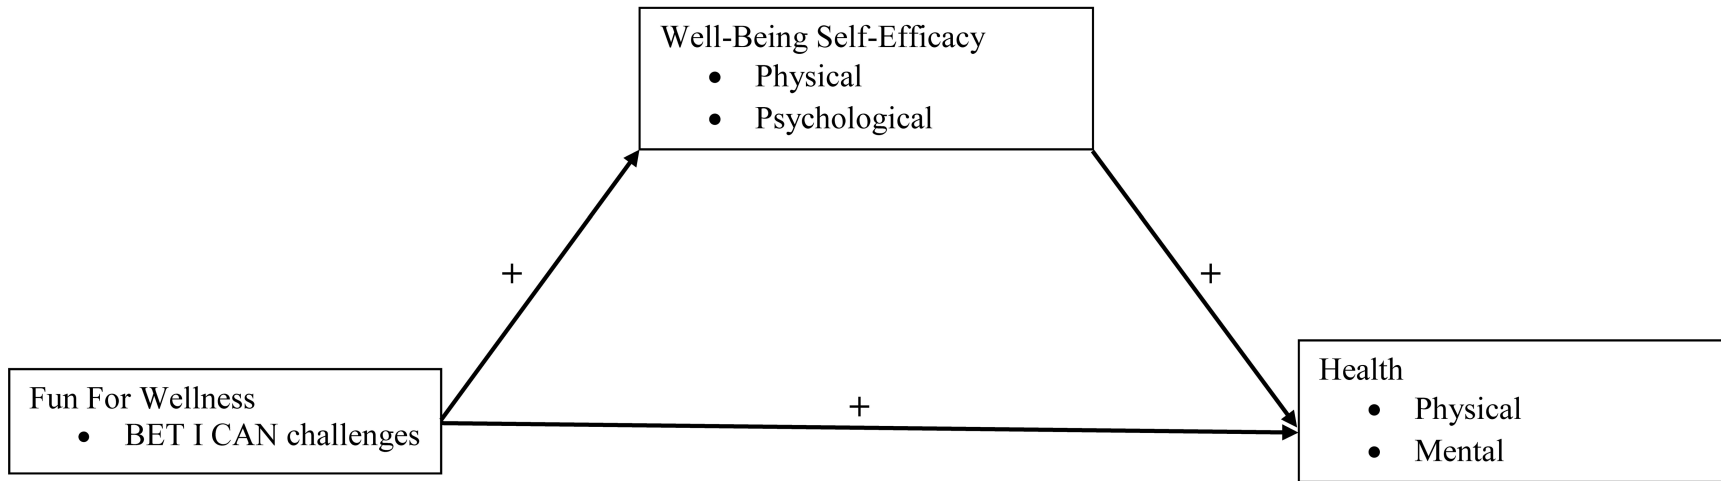 Well-Being Self-Efficacy
• Physical
• Psychological
+
+
Fun For Wellness
• BET I CAN challenges
+
Health
• Physical
• Mental